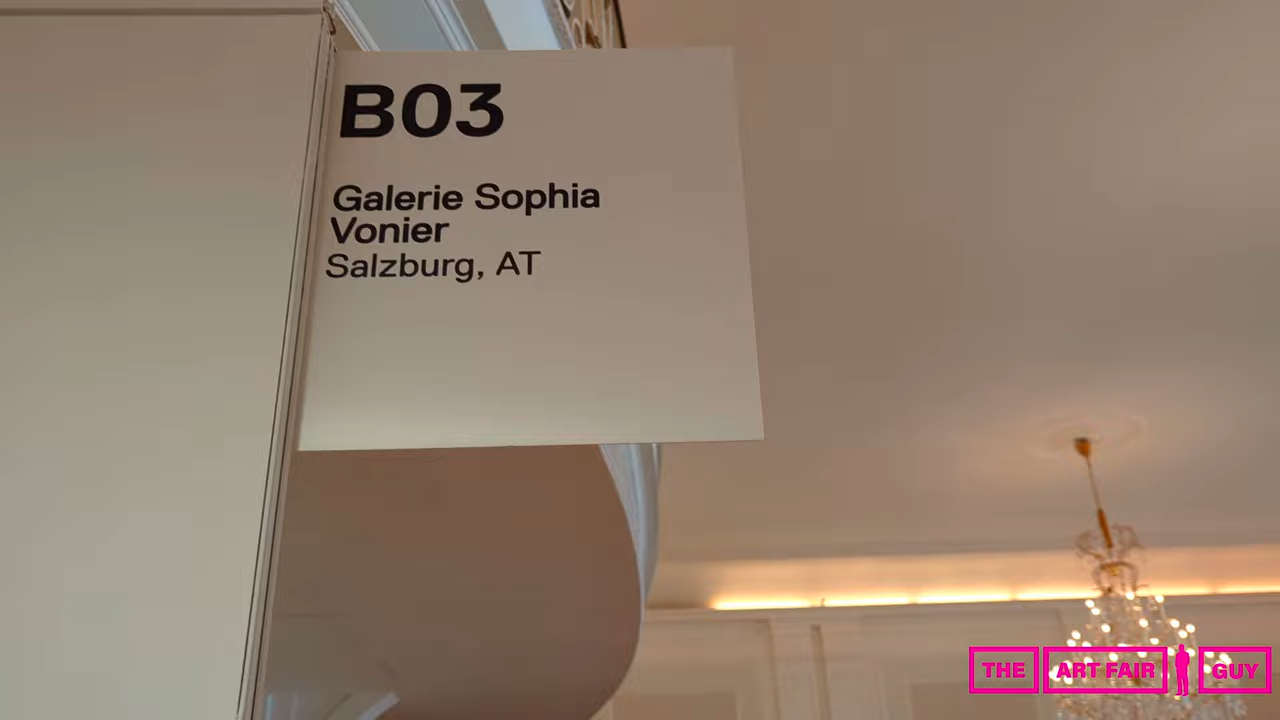 B03
Galerie Sophia
Vonier
Salzburg, AT
THE ART FAIR GUY